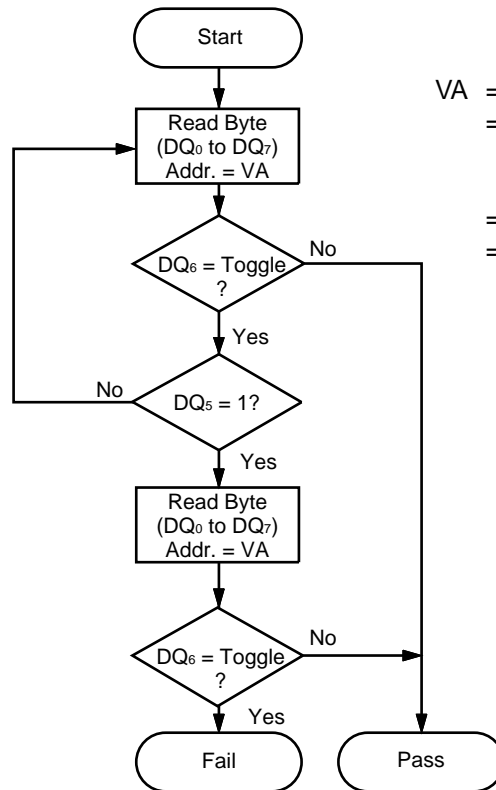 Start
VA =
=
=
=
Read Byte
(DQ₀ to DQ₇)
Addr. = VA
DQ₆ = Toggle
?
No
Yes
No
DQ₅ = 1?
Yes
Read Byte
(DQ₀ to DQ₇)
Addr. = VA
No
DQ₆ = Toggle
?
Yes
Fail
Pass